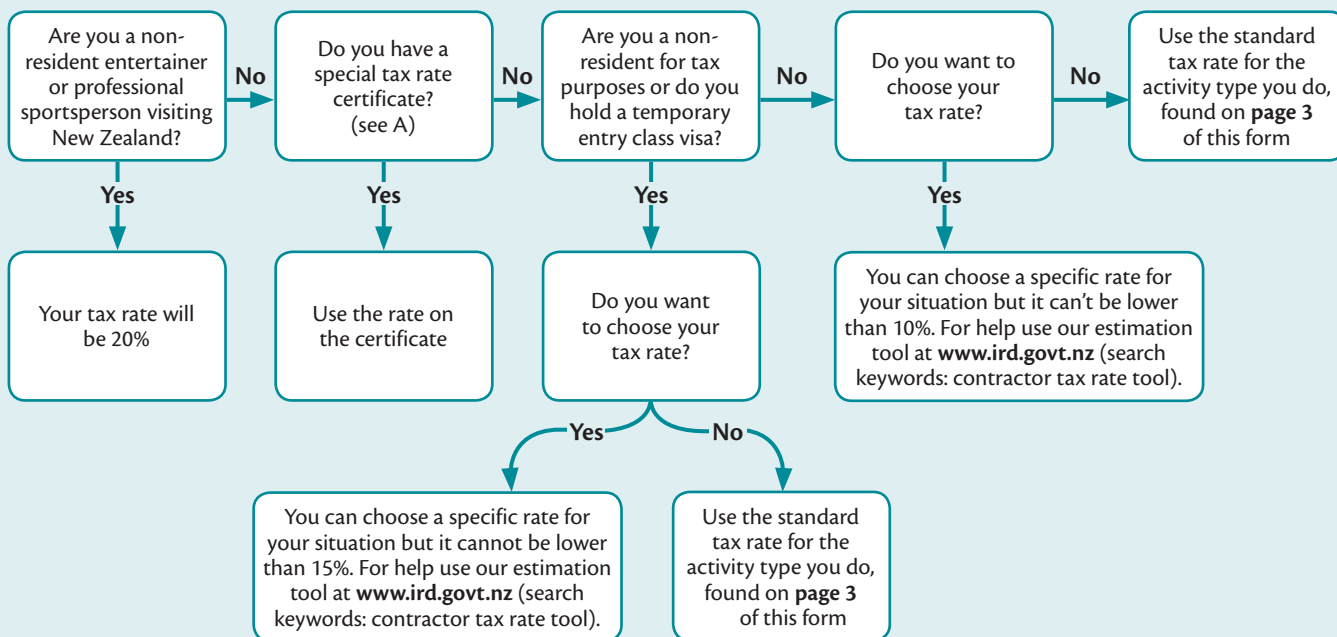 Are you a non-
resident entertainer
or professional
sportsperson visiting
New Zealand?
No
Do you have a
special tax rate
certificate?
(see A)
No
Are you a non-
resident for tax
purposes or do you
hold a temporary
entry class visa?
No
Do you want to
choose your
tax rate?
No
Use the standard
tax rate for the
activity type you do,
found on page 3
of this form
Yes
Yes
Yes
Yes
Your tax rate will
be 20%
Use the rate on
the certificate
Do you want
to choose your
tax rate?
You can choose a specific rate for
your situation but it can’t be lower
than 10%. For help use our estimation
tool at www.ird.govt.nz (search
keywords: contractor tax rate tool).
Yes
No
You can choose a specific rate for
your situation but it cannot be lower
than 15%. For help use our estimation
tool at www.ird.govt.nz (search
keywords: contractor tax rate tool).
Use the standard
tax rate for the
activity type you do,
found on page 3
of this form